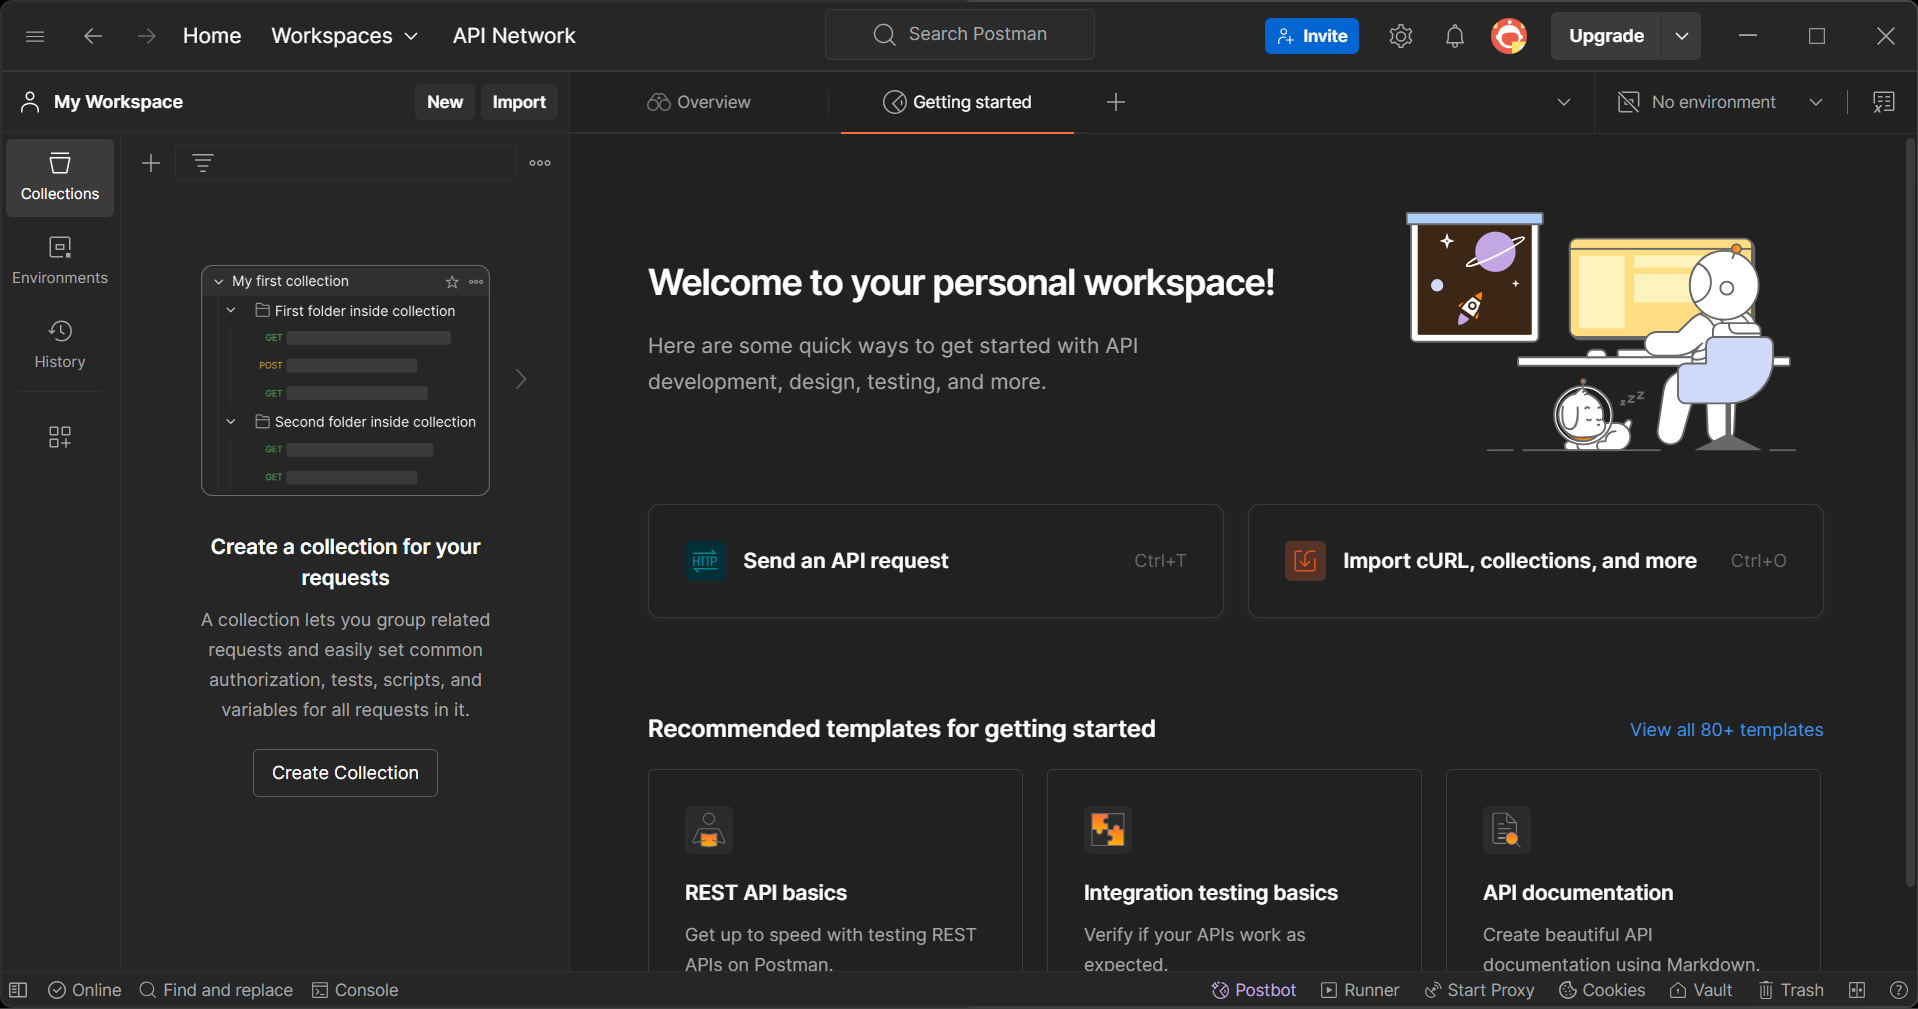 Home
Workspaces
API Network
Search Postman
Invite
Upgrade
My Workspace
New
Import
Overview
Getting started
No environment
Collections
Environments
History
My first collection
First folder inside collection
GET
POST
GET
Second folder inside collection
GET
GET
Create a collection for your
requests
A collection lets you group related
requests and easily set common
authorization, tests, scripts, and
variables for all requests in it.
Create Collection
Welcome to your personal workspace!
Here are some quick ways to get started with API
development, design, testing, and more.
zzZ
HTTP
Send an API request
Ctrl+T
Import cURL, collections, and more
Ctrl+O
Recommended templates for getting started
View all 80+ templates
REST API basics
Get up to speed with testing REST
APIs on Postman.
Integration testing basics
Verify if your APIs work as
expected.
API documentation
Create beautiful API
documentation using Markdown.
Online
Find and replace
Console
Postbot
Runner
Start Proxy
Cookies
Vault
Trash